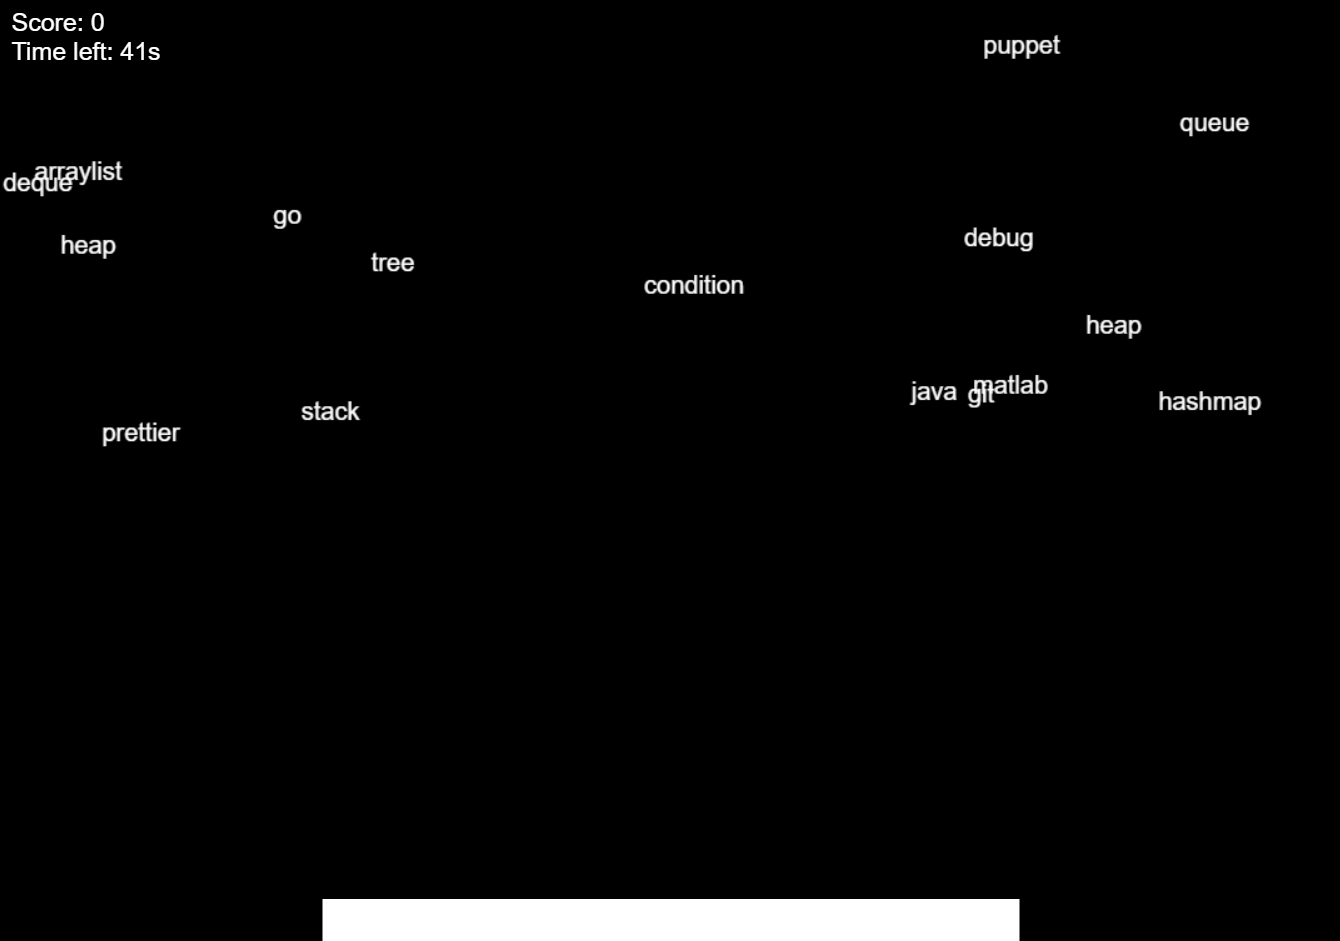 Score: 0
Time left: 41s
puppet
queue
arraylist
deque
go
debug
heap
tree
condition
heap
matlab
java
git
hashmap
stack
prettier